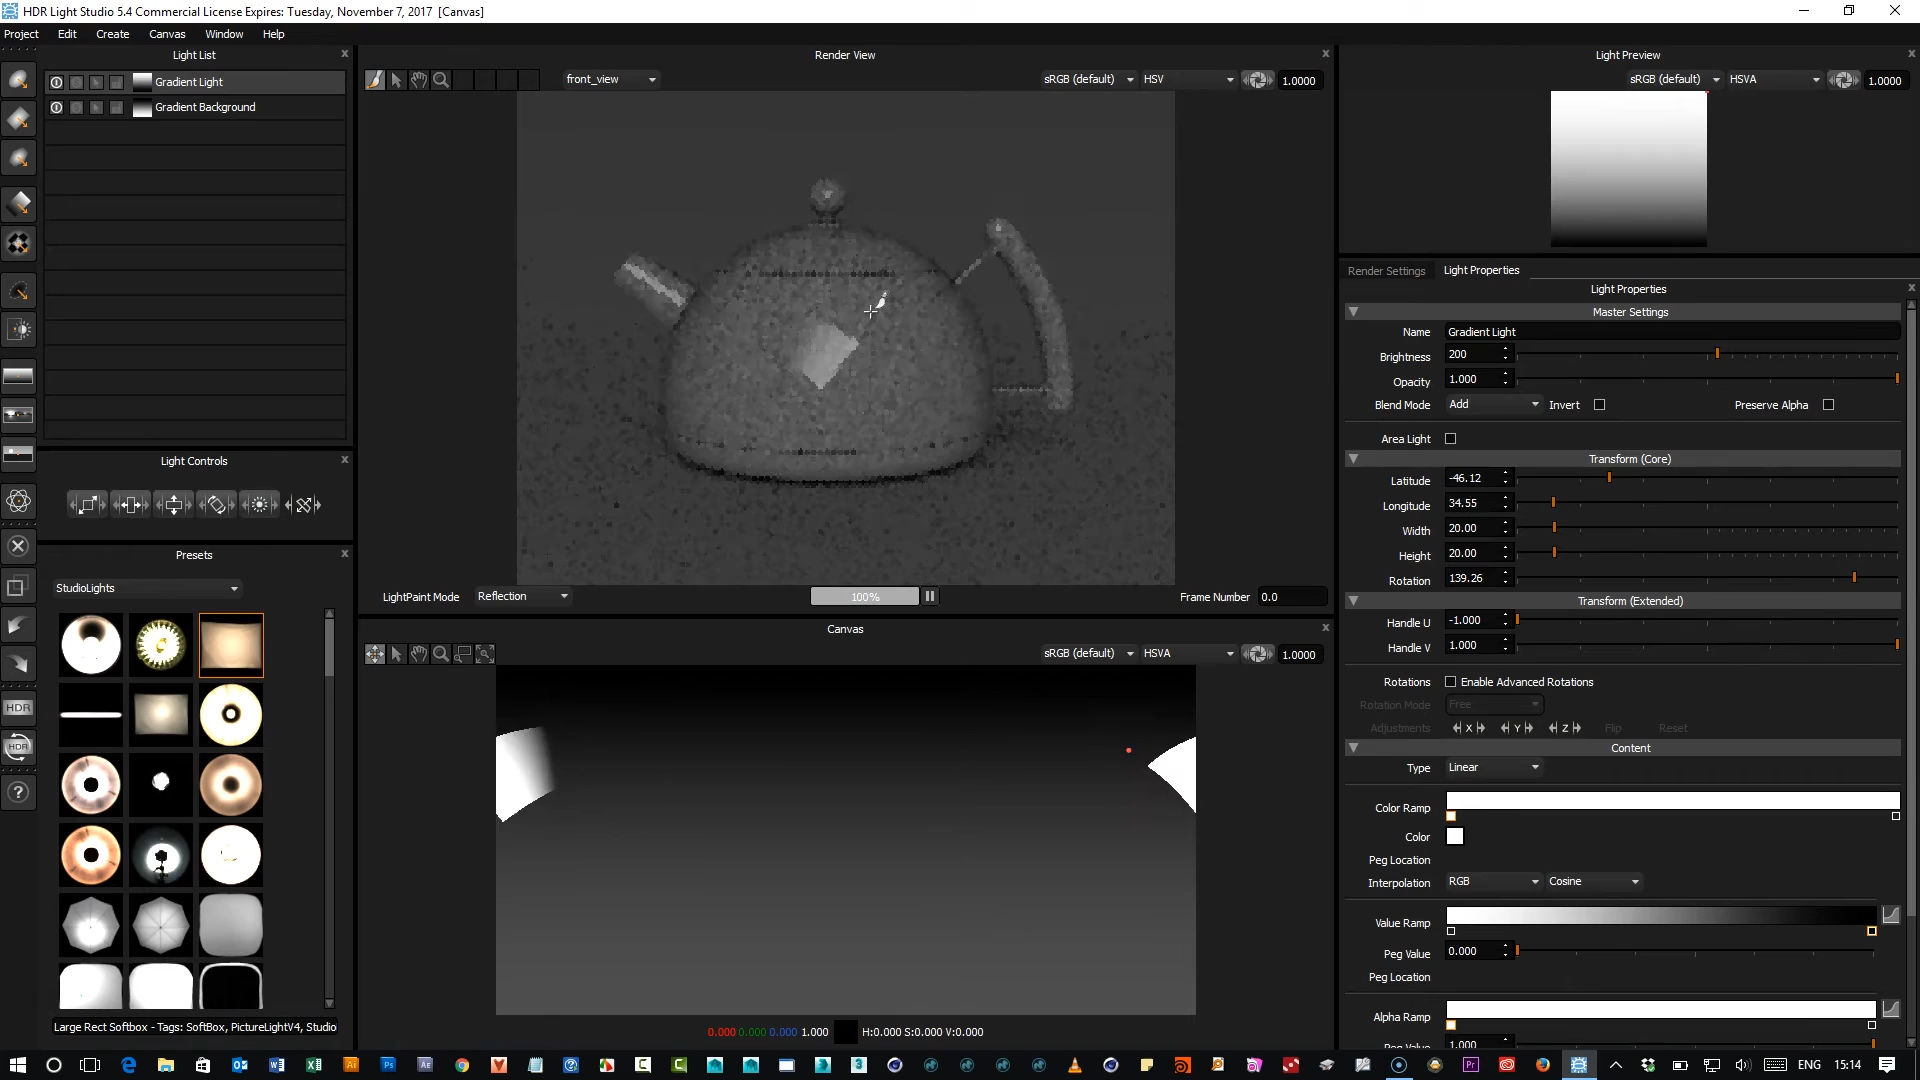 HDR Light Studio 5.4 Commercial License Expires: Tuesday, November 7, 2017 [Canvas]
Project Edit Create Canvas Window Help
Light List
Gradient Light
Gradient Background
Light Controls
Presets
StudioLights
Large Rect Softbox - Tags: SoftBox, PictureLightV4, Studio
HDR
HDR
Render View
front_view
sRGB (default) HSV 1.0000
LightPaint Mode Reflection 100% Frame Number 0.0
Canvas
sRGB (default) HSVA 1.0000
0.000 0.000 0.000 1.000 H:0.000 S:0.000 V:0.000
Light Preview
sRGB (default) HSVA 1.0000
Render Settings Light Properties
Light Properties
Master Settings
Name Gradient Light
Brightness 200
Opacity 1.000
Blend Mode Add Invert Preserve Alpha
Area Light
Transform (Core)
Latitude -46.12
Longitude 34.55
Width 20.00
Height 20.00
Rotation 139.26
Transform (Extended)
Handle U -1.000
Handle V 1.000
Rotations Enable Advanced Rotations
Rotation Mode Free
Adjustments X Y Z Flip Reset
Content
Type Linear
Color Ramp
Color
Peg Location
Interpolation RGB Cosine
Value Ramp
Peg Value 0.000
Peg Location
Alpha Ramp
Peg Value 1.000
ENG 15:14